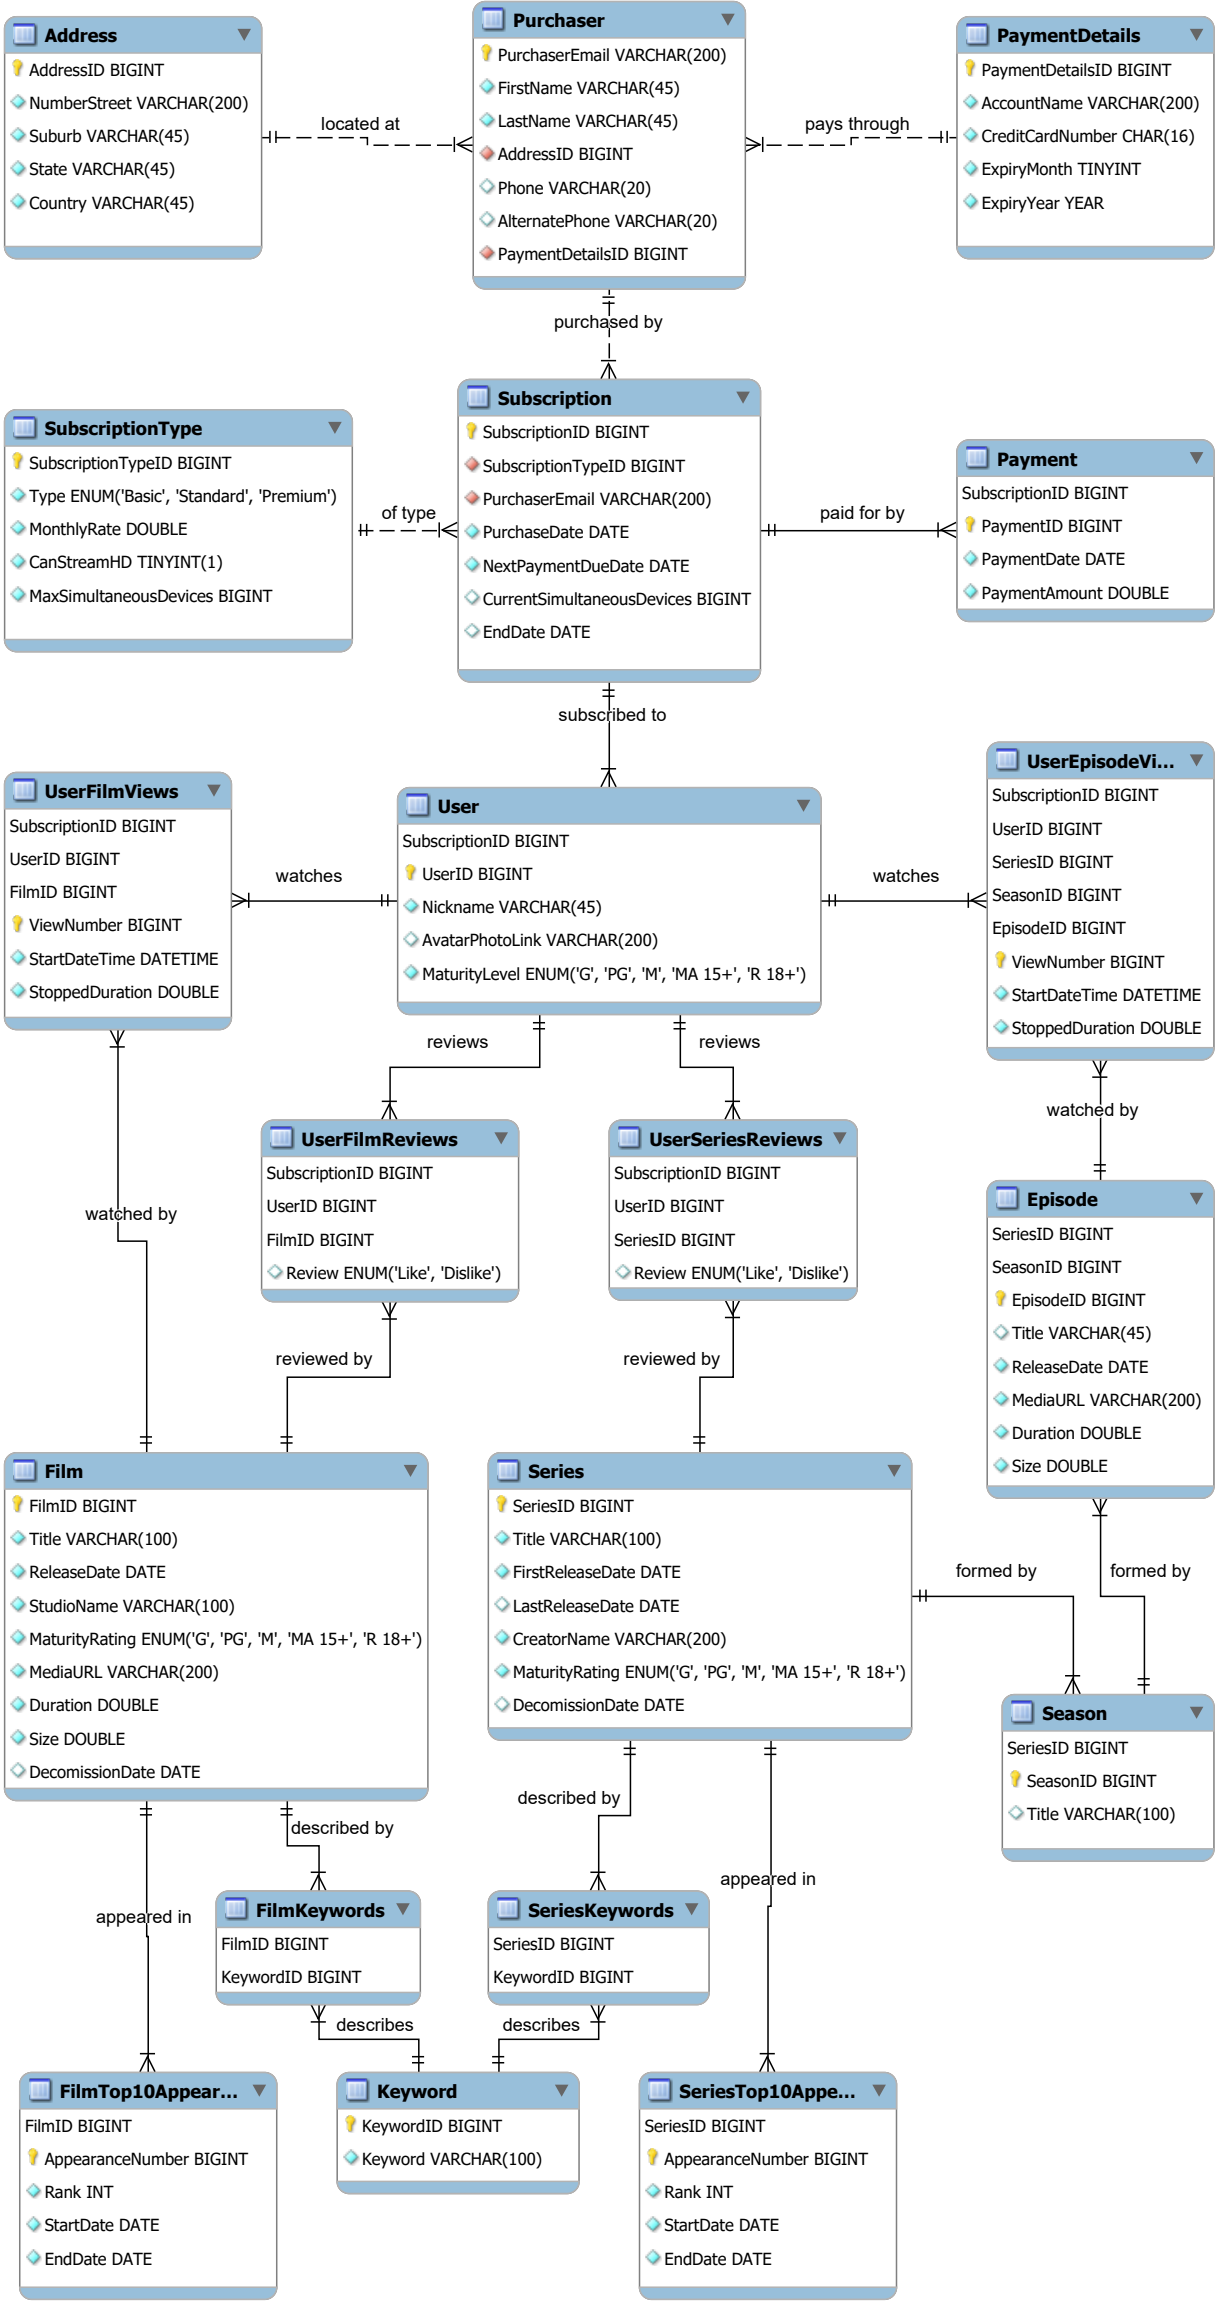 Address
AddressID BIGINT
NumberStreet VARCHAR(200)
Suburb VARCHAR(45)
State VARCHAR(45)
Country VARCHAR(45)
located at
Purchaser
PurchaserEmail VARCHAR(200)
FirstName VARCHAR(45)
LastName VARCHAR(45)
AddressID BIGINT
Phone VARCHAR(20)
AlternatePhone VARCHAR(20)
PaymentDetailsID BIGINT
pays through
PaymentDetails
PaymentDetailsID BIGINT
AccountName VARCHAR(200)
CreditCardNumber CHAR(16)
ExpiryMonth TINYINT
ExpiryYear YEAR
purchased by
SubscriptionType
SubscriptionTypeID BIGINT
Type ENUM('Basic', 'Standard', 'Premium')
MonthlyRate DOUBLE
CanStreamHD TINYINT(1)
MaxSimultaneousDevices BIGINT
of type
Subscription
SubscriptionID BIGINT
SubscriptionTypeID BIGINT
PurchaserEmail VARCHAR(200)
PurchaseDate DATE
NextPaymentDueDate DATE
CurrentSimultaneousDevices BIGINT
EndDate DATE
paid for by
Payment
SubscriptionID BIGINT
PaymentID BIGINT
PaymentDate DATE
PaymentAmount DOUBLE
subscribed to
UserFilmViews
SubscriptionID BIGINT
UserID BIGINT
FilmID BIGINT
ViewNumber BIGINT
StartDateTime DATETIME
StoppedDuration DOUBLE
watches
User
SubscriptionID BIGINT
UserID BIGINT
Nickname VARCHAR(45)
AvatarPhotoLink VARCHAR(200)
MaturityLevel ENUM('G', 'PG', 'M', 'MA 15+', 'R 18+')
watches
UserEpisodeVi...
SubscriptionID BIGINT
UserID BIGINT
SeriesID BIGINT
SeasonID BIGINT
EpisodeID BIGINT
ViewNumber BIGINT
StartDateTime DATETIME
StoppedDuration DOUBLE
reviews
reviews
watched by
watched by
UserFilmReviews
SubscriptionID BIGINT
UserID BIGINT
FilmID BIGINT
Review ENUM('Like', 'Dislike')
UserSeriesReviews
SubscriptionID BIGINT
UserID BIGINT
SeriesID BIGINT
Review ENUM('Like', 'Dislike')
Episode
SeriesID BIGINT
SeasonID BIGINT
EpisodeID BIGINT
Title VARCHAR(45)
ReleaseDate DATE
MediaURL VARCHAR(200)
Duration DOUBLE
Size DOUBLE
reviewed by
reviewed by
Film
FilmID BIGINT
Title VARCHAR(100)
ReleaseDate DATE
StudioName VARCHAR(100)
MaturityRating ENUM('G', 'PG', 'M', 'MA 15+', 'R 18+')
MediaURL VARCHAR(200)
Duration DOUBLE
Size DOUBLE
DecomissionDate DATE
Series
SeriesID BIGINT
Title VARCHAR(100)
FirstReleaseDate DATE
LastReleaseDate DATE
CreatorName VARCHAR(200)
MaturityRating ENUM('G', 'PG', 'M', 'MA 15+', 'R 18+')
DecomissionDate DATE
formed by
formed by
Season
SeriesID BIGINT
SeasonID BIGINT
Title VARCHAR(100)
described by
described by
appeared in
appeared in
FilmKeywords
FilmID BIGINT
KeywordID BIGINT
SeriesKeywords
SeriesID BIGINT
KeywordID BIGINT
describes
describes
FilmTop10Appear...
FilmID BIGINT
AppearanceNumber BIGINT
Rank INT
StartDate DATE
EndDate DATE
Keyword
KeywordID BIGINT
Keyword VARCHAR(100)
SeriesTop10Appe...
SeriesID BIGINT
AppearanceNumber BIGINT
Rank INT
StartDate DATE
EndDate DATE